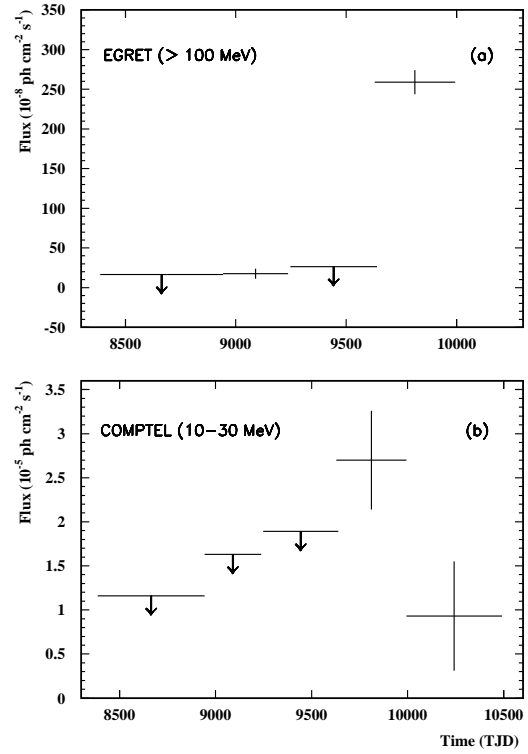 350
300
250
200
150
100
50
0
-50
Flux (10⁻⁸ ph cm⁻² s⁻¹)
EGRET (> 100 MeV)
(a)
8500 9000 9500 10000
3.5
3
2.5
2
1.5
1
0.5
0
Flux (10⁻⁵ ph cm⁻² s⁻¹)
COMPTEL (10−30 MeV)
(b)
8500 9000 9500 10000 10500
Time (TJD)